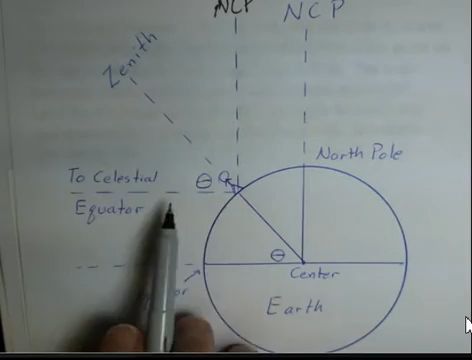 NCP
NCP
Zenith
North Pole
To Celestial
Equator
θ
θ
Center
Earth